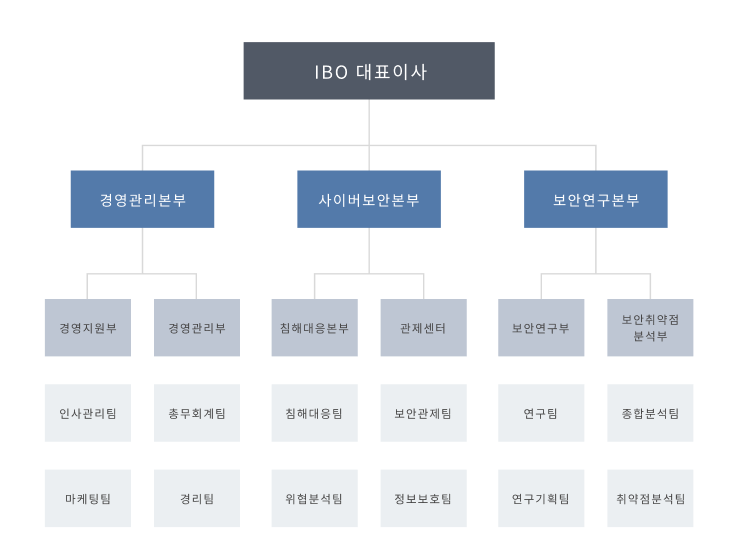 IBO 대표이사
경영관리본부
사이버보안본부
보안연구본부
경영지원부
경영관리부
침해대응본부
관제센터
보안연구부
보안취약점
분석부
인사관리팀
총무회계팀
침해대응팀
보안관제팀
연구팀
종합분석팀
마케팅팀
경리팀
위협분석팀
정보보호팀
연구기획팀
취약점분석팀